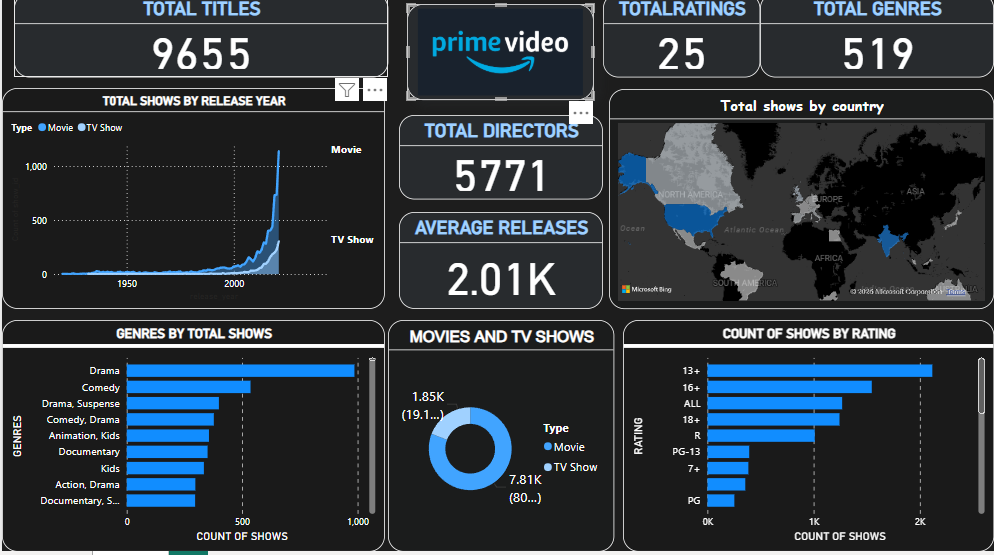 TOTAL TITLES
9655
prime video
TOTALRATINGS
25
TOTAL GENRES
519
TOTAL SHOWS BY RELEASE YEAR
Type Movie TV Show
Movie
1,000
500
TV Show
0
1950 2000
TOTAL DIRECTORS
5771
AVERAGE RELEASES
2.01K
Total shows by country
NORTH AMERICA
EUROPE
ASIA
Ocean
Atlantic Ocean
AFRICA
SOUTH AMERICA
Microsoft Bing
GENRES BY TOTAL SHOWS
GENRES
Drama
Comedy
Drama, Suspense
Comedy, Drama
Animation, Kids
Documentary
Kids
Action, Drama
Documentary, S...
0 500 1,000
COUNT OF SHOWS
MOVIES AND TV SHOWS
1.85K
(19.1...)
Type
Movie
TV Show
7.81K
(80...)
COUNT OF SHOWS BY RATING
RATING
13+
16+
ALL
18+
R
PG-13
7+
PG
0K 1K 2K
COUNT OF SHOWS